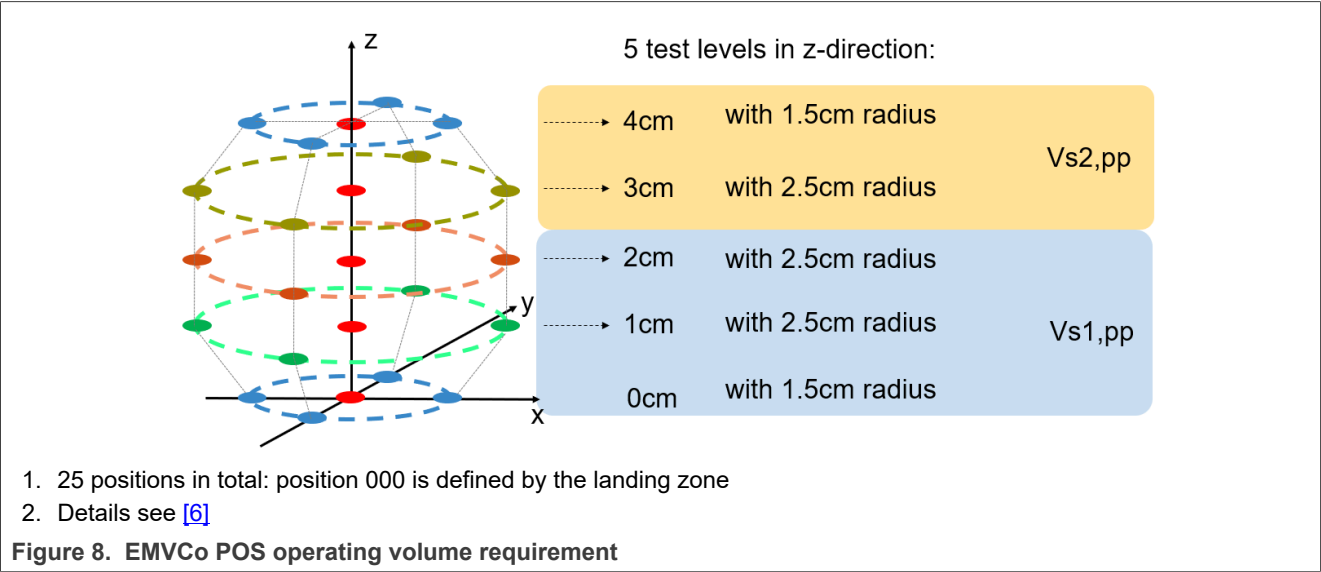 z
5 test levels in z-direction:
4cm with 1.5cm radius
Vs2,pp
3cm with 2.5cm radius
2cm with 2.5cm radius
y
1cm with 2.5cm radius
Vs1,pp
0cm with 1.5cm radius
x
1. 25 positions in total: position 000 is defined by the landing zone
2. Details see [6]
Figure 8. EMVCo POS operating volume requirement